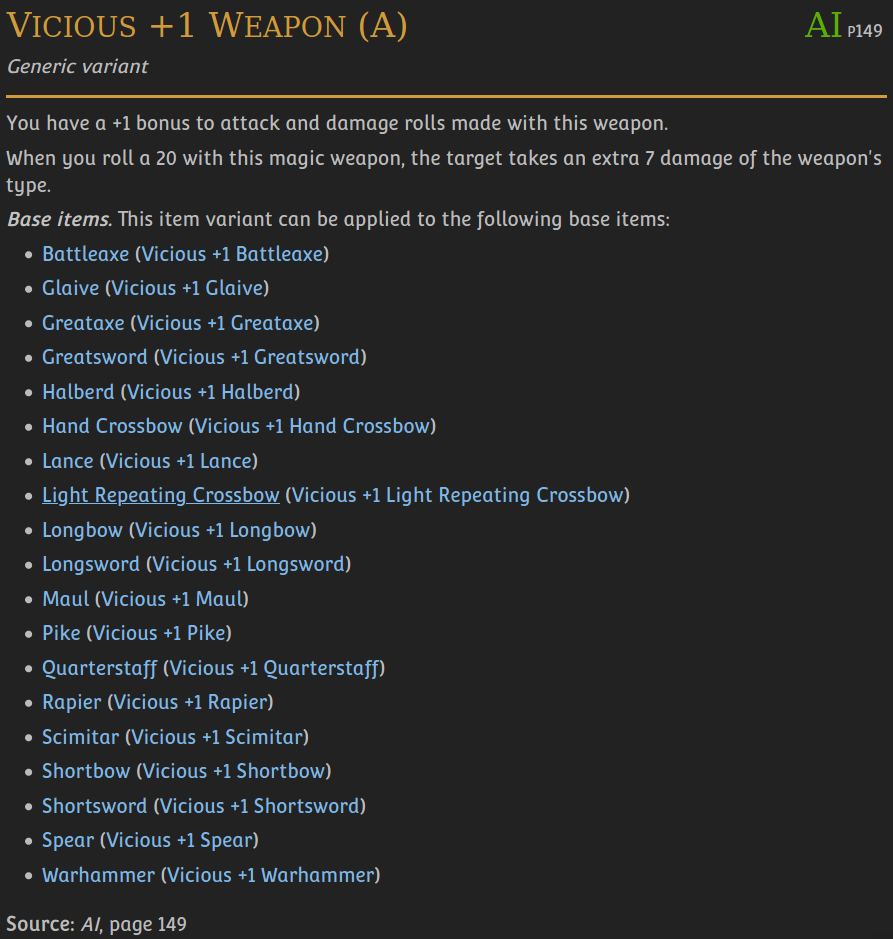 Vicious +1 Weapon (A) AI P149
Generic variant
You have a +1 bonus to attack and damage rolls made with this weapon.
When you roll a 20 with this magic weapon, the target takes an extra 7 damage of the weapon's
type.
Base items. This item variant can be applied to the following base items:
• Battleaxe (Vicious +1 Battleaxe)
• Glaive (Vicious +1 Glaive)
• Greataxe (Vicious +1 Greataxe)
• Greatsword (Vicious +1 Greatsword)
• Halberd (Vicious +1 Halberd)
• Hand Crossbow (Vicious +1 Hand Crossbow)
• Lance (Vicious +1 Lance)
• Light Repeating Crossbow (Vicious +1 Light Repeating Crossbow)
• Longbow (Vicious +1 Longbow)
• Longsword (Vicious +1 Longsword)
• Maul (Vicious +1 Maul)
• Pike (Vicious +1 Pike)
• Quarterstaff (Vicious +1 Quarterstaff)
• Rapier (Vicious +1 Rapier)
• Scimitar (Vicious +1 Scimitar)
• Shortbow (Vicious +1 Shortbow)
• Shortsword (Vicious +1 Shortsword)
• Spear (Vicious +1 Spear)
• Warhammer (Vicious +1 Warhammer)
Source: AI, page 149